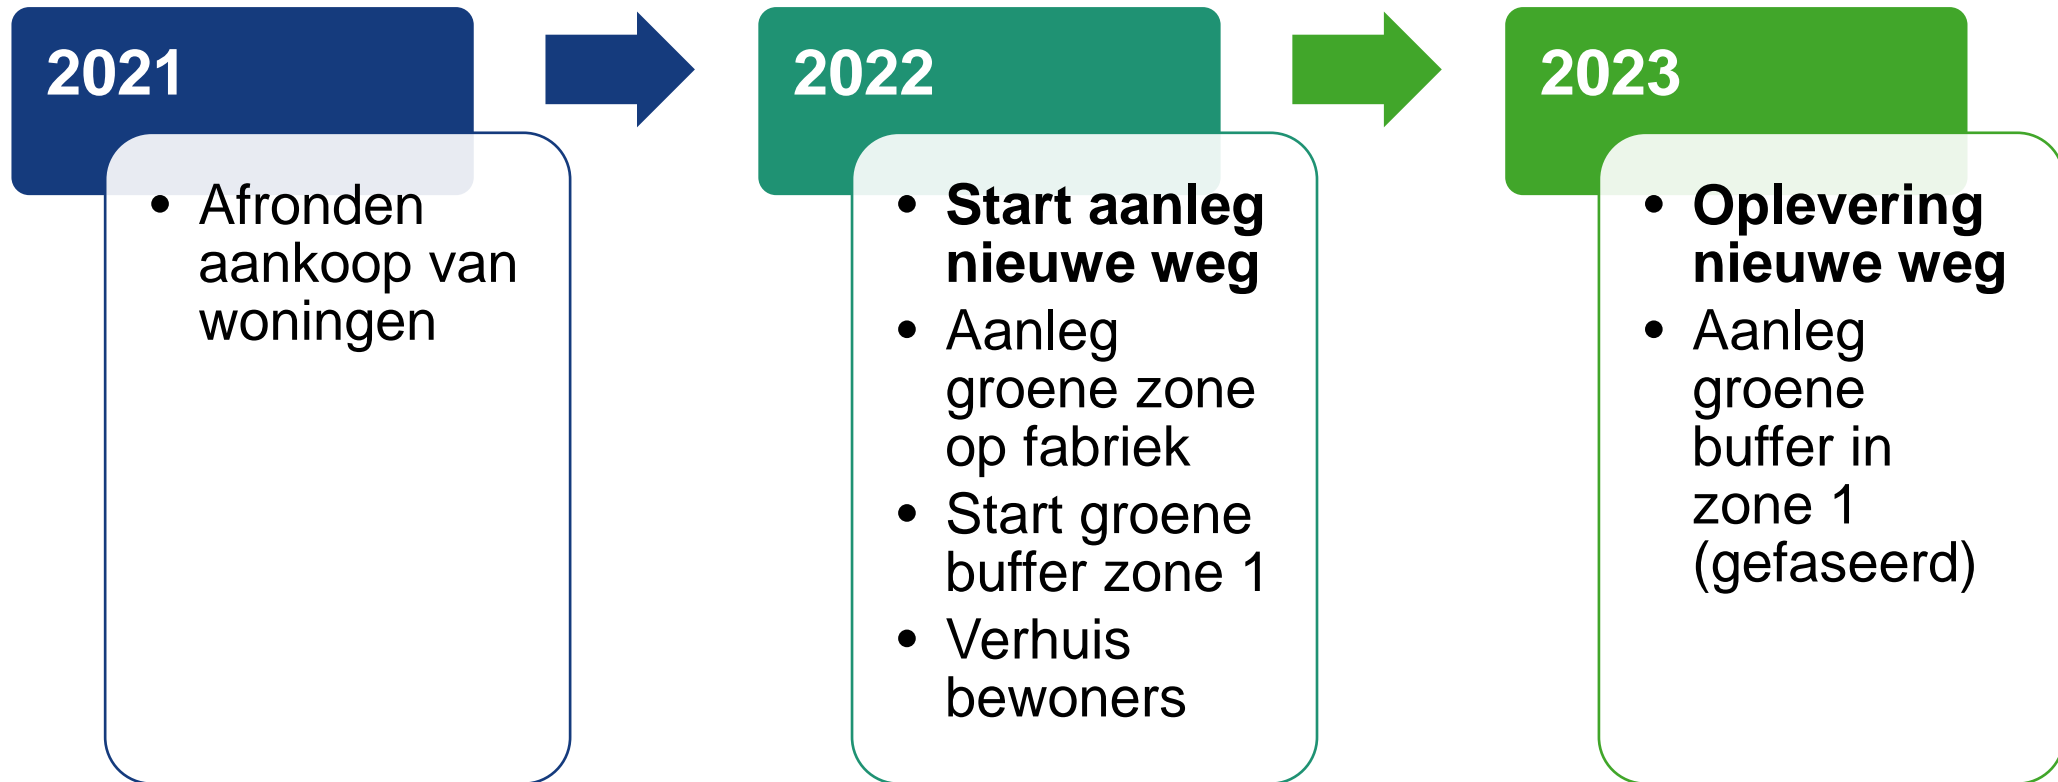 2021
• Afronden
aankoop van
woningen
2022
• Start aanleg
nieuwe weg
• Aanleg
groene zone
op fabriek
• Start groene
buffer zone 1
• Verhuis
bewoners
2023
• Oplevering
nieuwe weg
• Aanleg
groene
buffer in
zone 1
(gefaseerd)